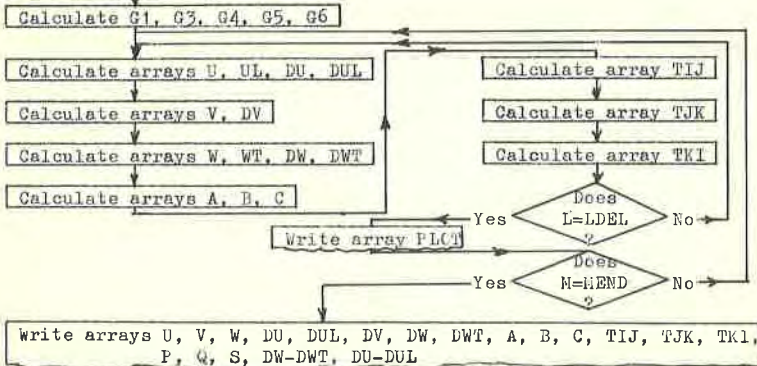 Calculate G1, G3, G4, G5, G6
Calculate arrays U, UL, DU, DUL
Calculate arrays V, DV
Calculate arrays W, WT, DW, DWT
Calculate arrays A, B, C
Calculate array TIJ
Calculate array TJK
Calculate array TKI
Does
L=LDEL
?
Yes
No
Write array PLOT
Does
M=MEND
?
Yes
No
Write arrays U, V, W, DU, DUL, DV, DW, DWT, A, B, C, TIJ, TJK, TKI,
P, Q, S, DW-DWT, DU-DUL